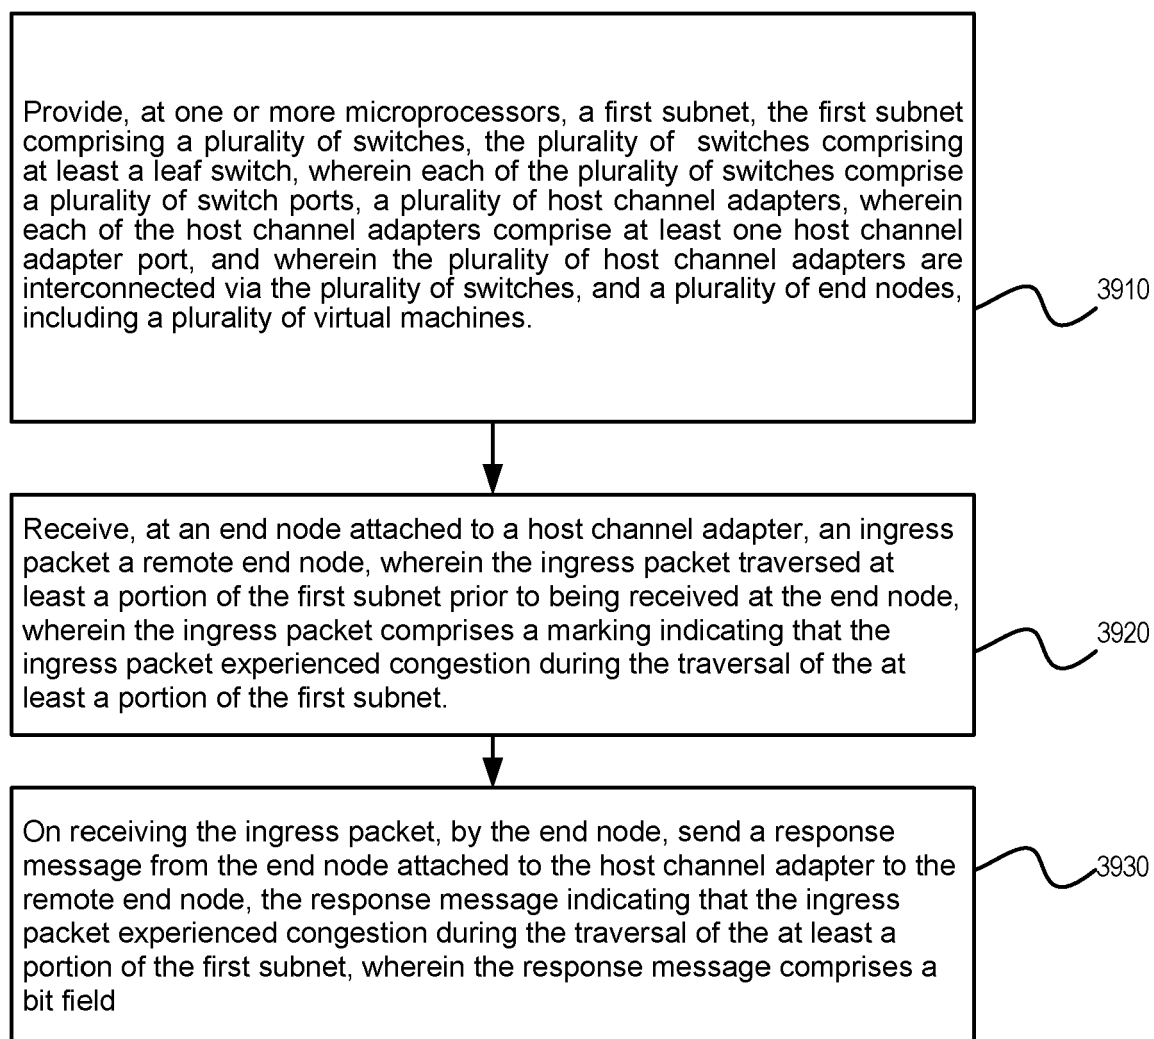 Provide, at one or more microprocessors, a first subnet, the first subnet
comprising a plurality of switches, the plurality of switches comprising
at least a leaf switch, wherein each of the plurality of switches comprise
a plurality of switch ports, a plurality of host channel adapters, wherein
each of the host channel adapters comprise at least one host channel
adapter port, and wherein the plurality of host channel adapters are
interconnected via the plurality of switches, and a plurality of end nodes,
including a plurality of virtual machines.
3910
Receive, at an end node attached to a host channel adapter, an ingress
packet a remote end node, wherein the ingress packet traversed at
least a portion of the first subnet prior to being received at the end node,
wherein the ingress packet comprises a marking indicating that the
ingress packet experienced congestion during the traversal of the at
least a portion of the first subnet.
3920
On receiving the ingress packet, by the end node, send a response
message from the end node attached to the host channel adapter to the
remote end node, the response message indicating that the ingress
packet experienced congestion during the traversal of the at least a
portion of the first subnet, wherein the response message comprises a
bit field
3930